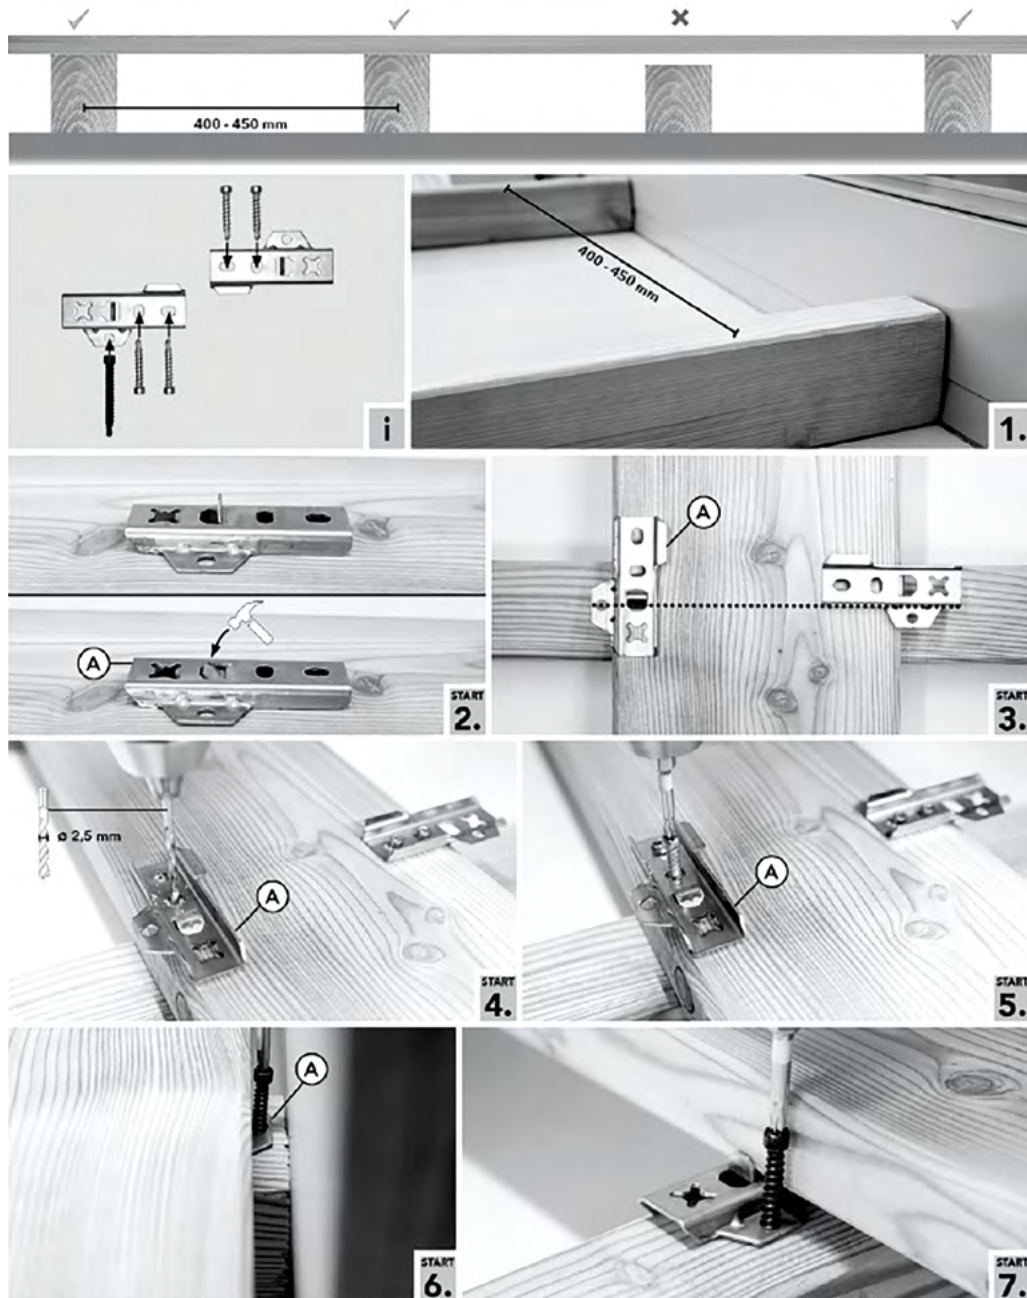 400 - 450 mm
i
400 - 450 mm
1.
A
START
2.
A
START
3.
ø 2,5 mm
A
START
4.
A
START
5.
A
START
6.
START
7.